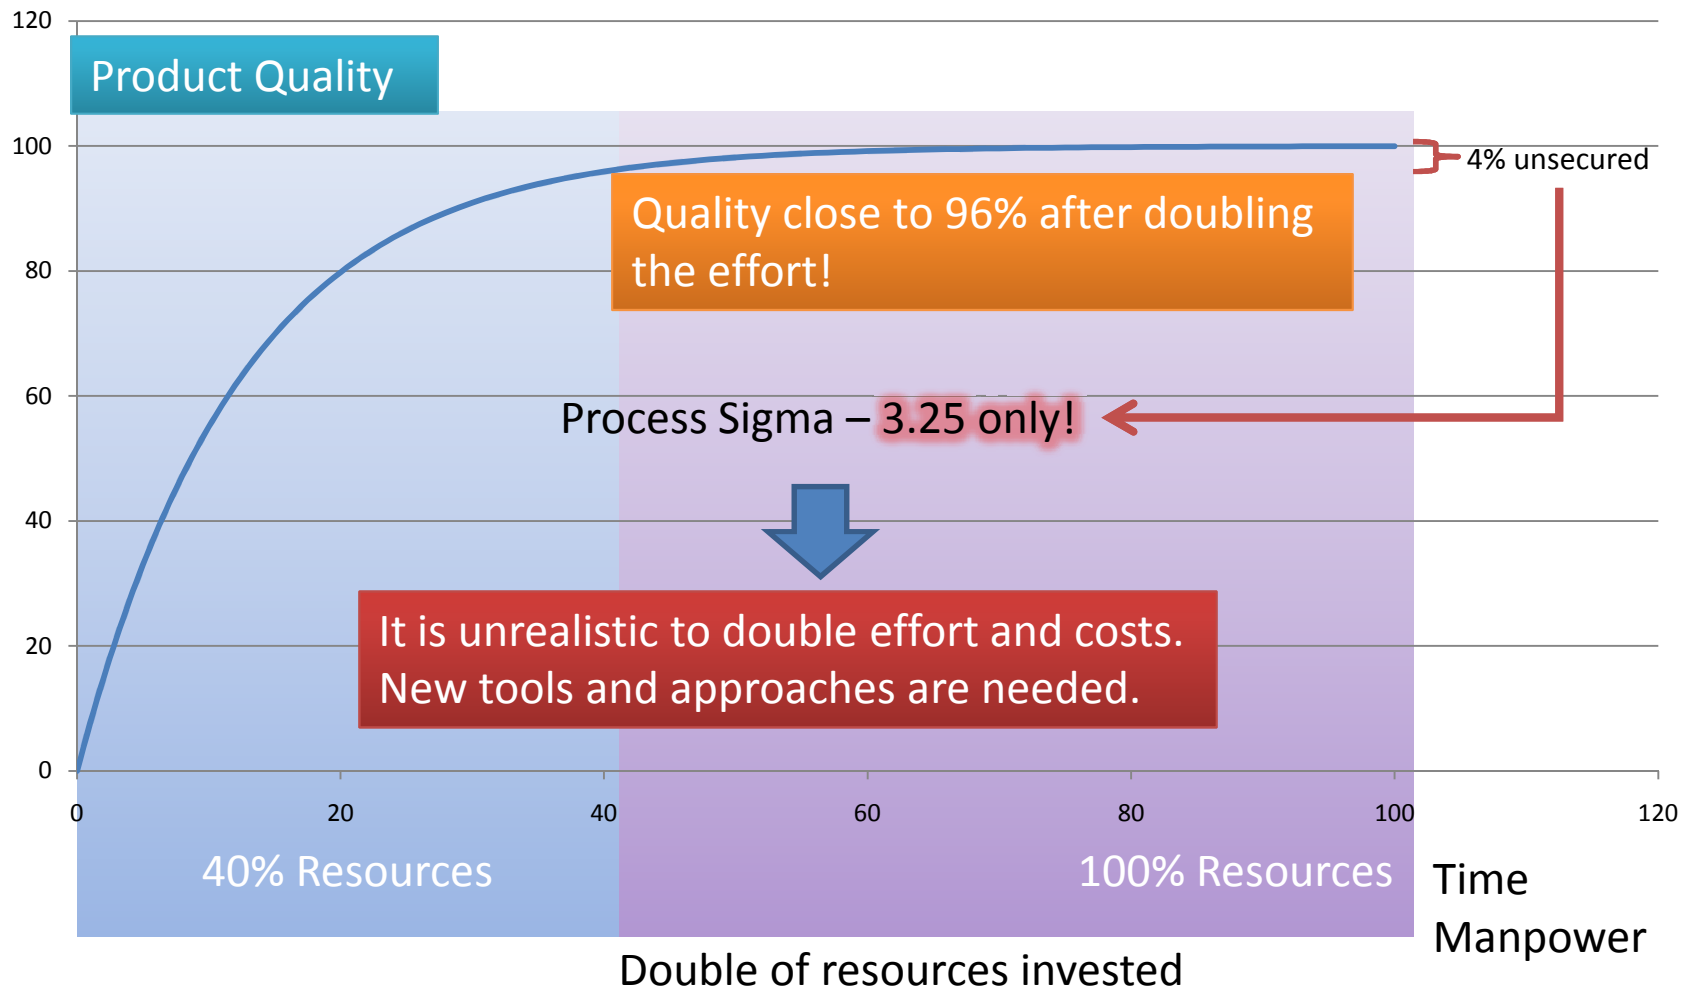 120
Product Quality
100
4% unsecured
Quality close to 96% after doubling
the effort!
80
60
Process Sigma – 3.25 only!
40
It is unrealistic to double effort and costs.
New tools and approaches are needed.
20
0
0 20 40 60 80 100 120
40% Resources
100% Resources
Time
Manpower
Double of resources invested